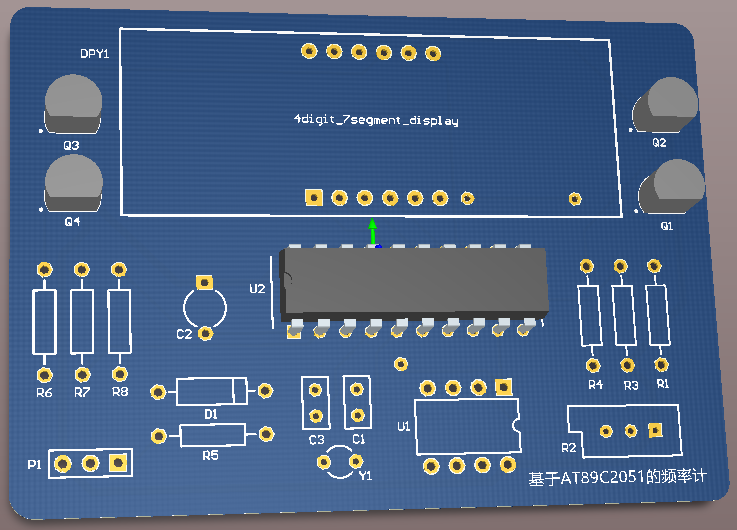 DPY1
4digit_7segment_display
Q3
Q2
Q4
Q1
U2
C2
R6
R7
R8
R4
R3
R1
D1
C3
C1
U1
R2
R5
P1
Y1
基于AT89C2051的频率计